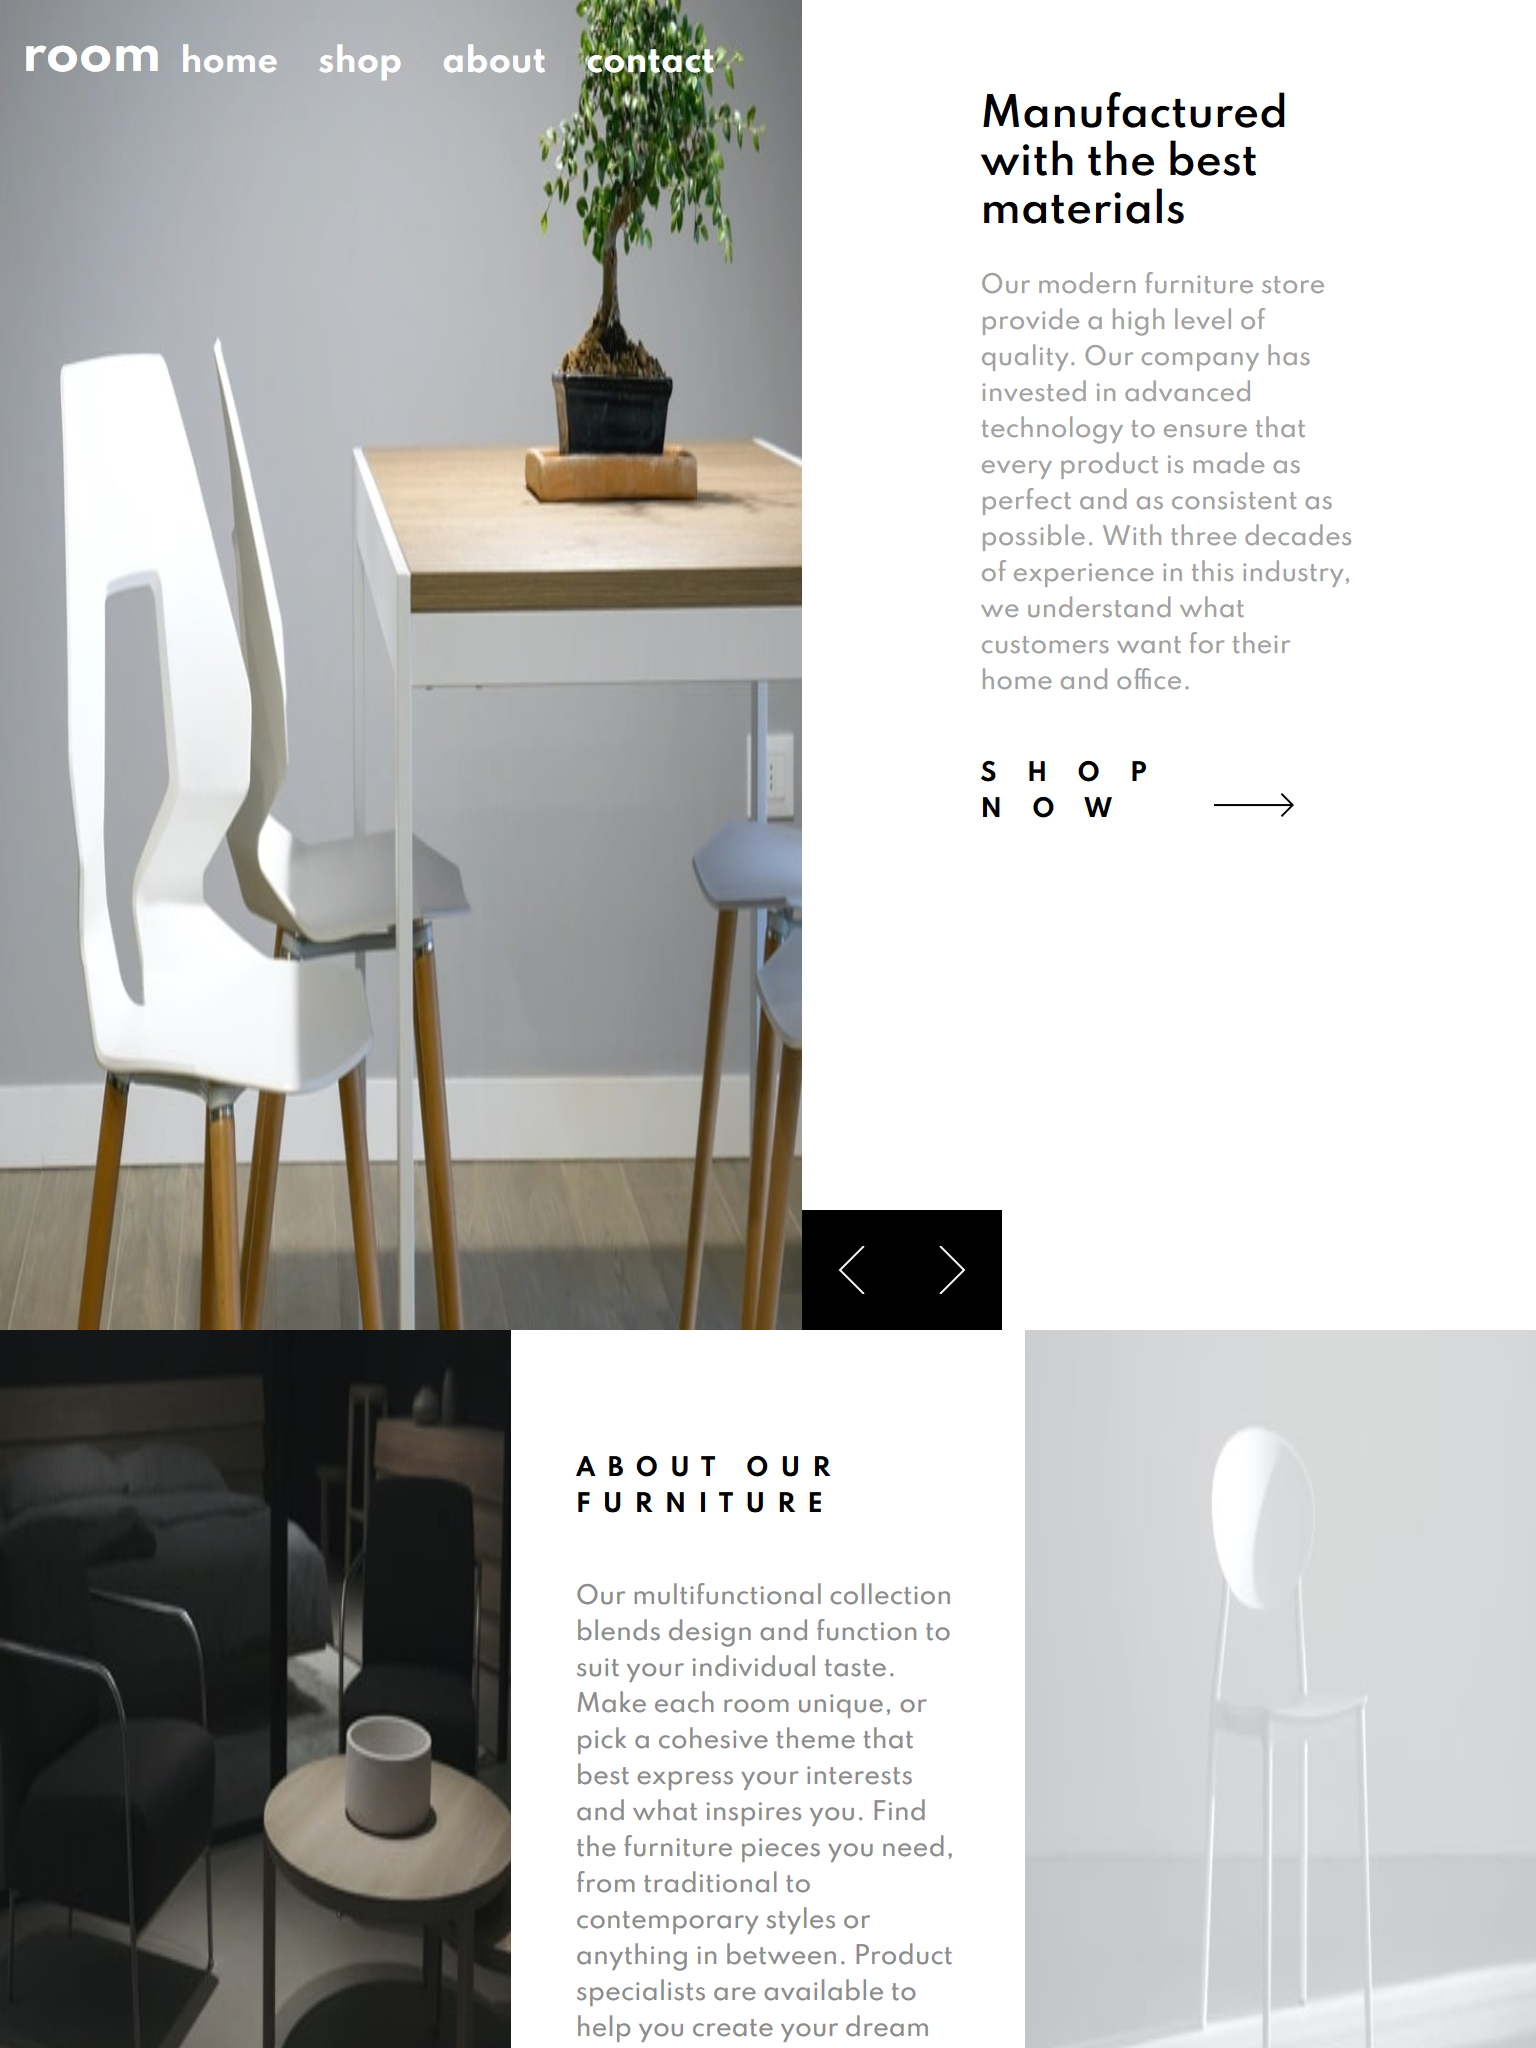 room home shop about contact
Manufactured
with the best
materials
Our modern furniture store
provide a high level of
quality. Our company has
invested in advanced
technology to ensure that
every product is made as
perfect and as consistent as
possible. With three decades
of experience in this industry,
we understand what
customers want for their
home and office.
SHOP
NOW
ABOUT OUR
FURNITURE
Our multifunctional collection
blends design and function to
suit your individual taste.
Make each room unique, or
pick a cohesive theme that
best express your interests
and what inspires you. Find
the furniture pieces you need,
from traditional to
contemporary styles or
anything in between. Product
specialists are available to
help you create your dream